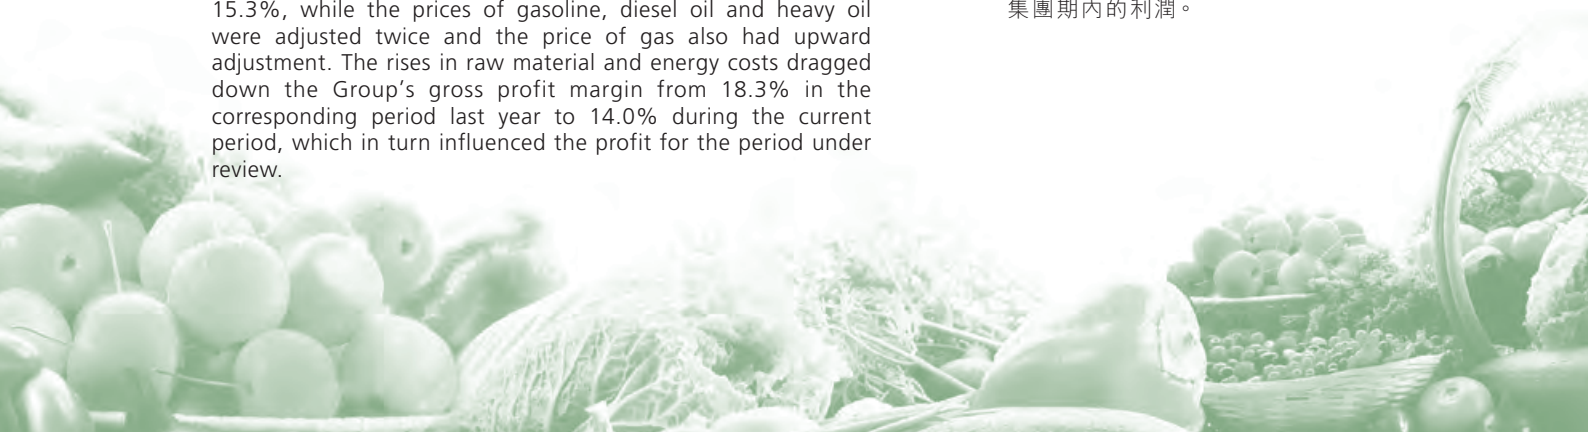 15.3%, while the prices of gasoline, diesel oil and heavy oil
were adjusted twice and the price of gas also had upward
adjustment. The rises in raw material and energy costs dragged
down the Group’s gross profit margin from 18.3% in the
corresponding period last year to 14.0% during the current
period, which in turn influenced the profit for the period under
review.
集團期內的利潤。